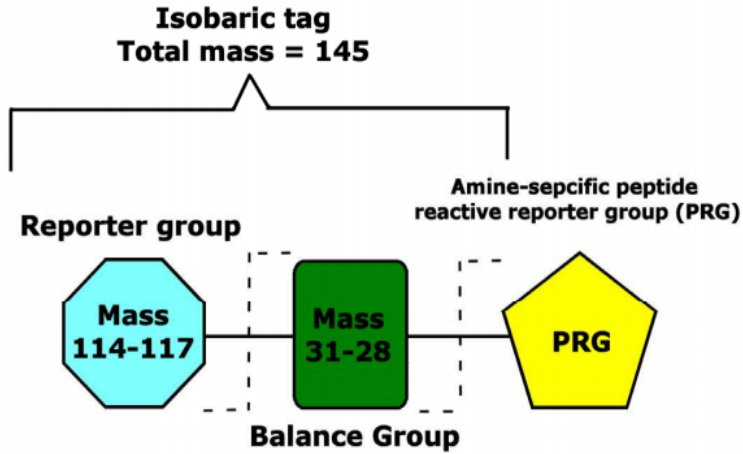 Isobaric tag
Total mass = 145
Amine-sepcific peptide
reactive reporter group (PRG)
Reporter group
Mass
114-117
Mass
31-28
PRG
Balance Group